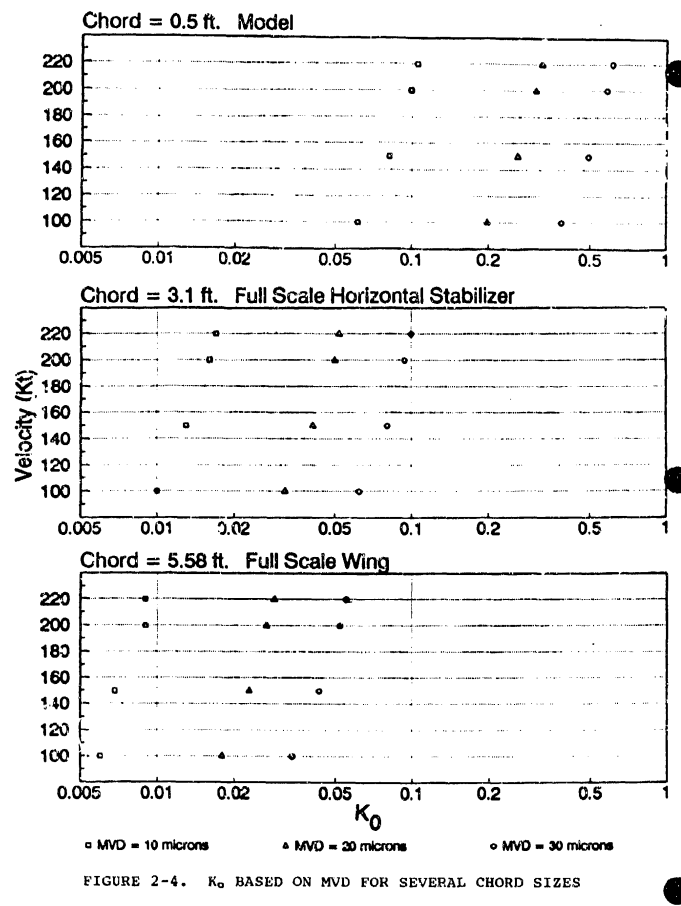 Chord = 0.5 ft. Model
220
200
180
160
140
120
100
0.005 0.01 0.02 0.05 0.1 0.2 0.5 1
Chord = 3.1 ft. Full Scale Horizontal Stabilizer
Velocity (Kt)
220
200
180
160
140
120
100
0.005 0.01 0.02 0.05 0.1 0.2 0.5 1
Chord = 5.58 ft. Full Scale Wing
220
200
180
160
140
120
100
0.005 0.01 0.02 0.05 0.1 0.2 0.5 1
K₀
MVD = 10 microns MVD = 20 microns MVD = 30 microns
FIGURE 2-4. K₀ BASED ON MVD FOR SEVERAL CHORD SIZES